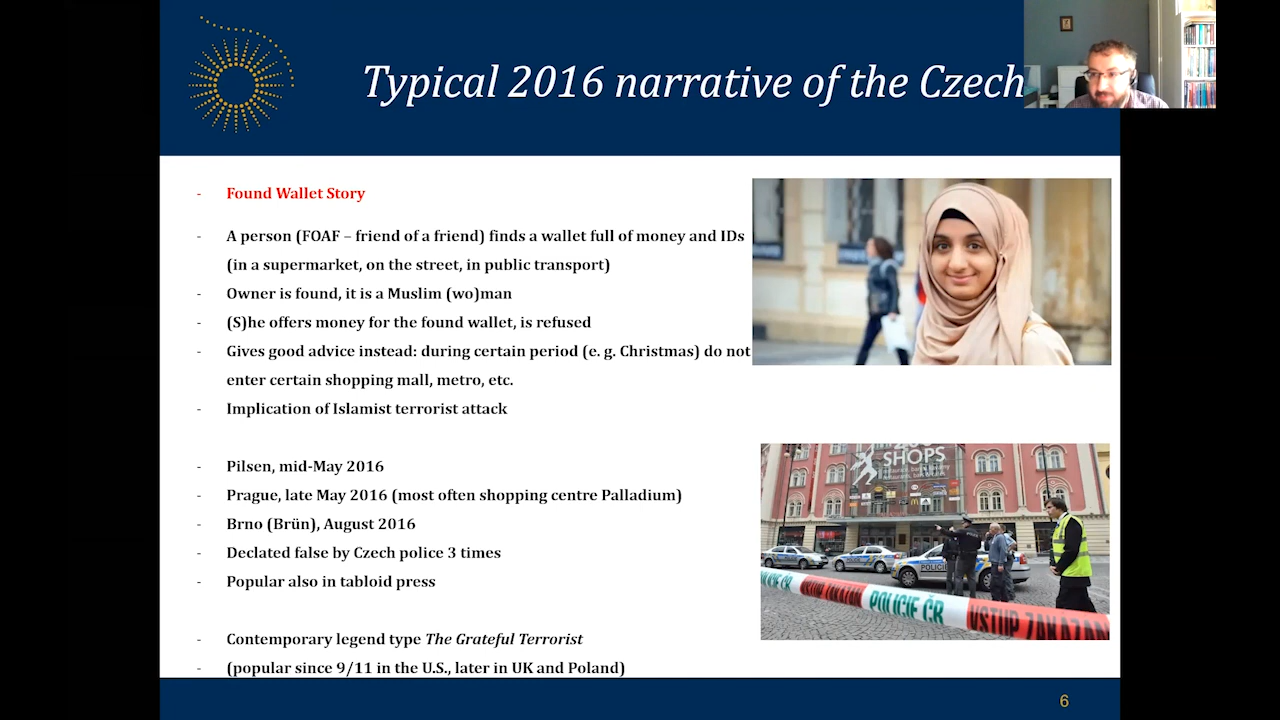 Typical 2016 narrative of the Czech
- Found Wallet Story
- A person (FOAF – friend of a friend) finds a wallet full of money and IDs
(in a supermarket, on the street, in public transport)
- Owner is found, it is a Muslim (wo)man
- (S)he offers money for the found wallet, is refused
- Gives good advice instead: during certain period (e. g. Christmas) do not
enter certain shopping mall, metro, etc.
- Implication of Islamist terrorist attack
- Pilsen, mid-May 2016
- Prague, late May 2016 (most often shopping centre Palladium)
- Brno (Brün), August 2016
- Declated false by Czech police 3 times
- Popular also in tabloid press
- Contemporary legend type The Grateful Terrorist
- (popular since 9/11 in the U.S., later in UK and Poland)
SHOPS
POLICIE
POLICIE ČR
VSTUP ZAKÁZÁN
6